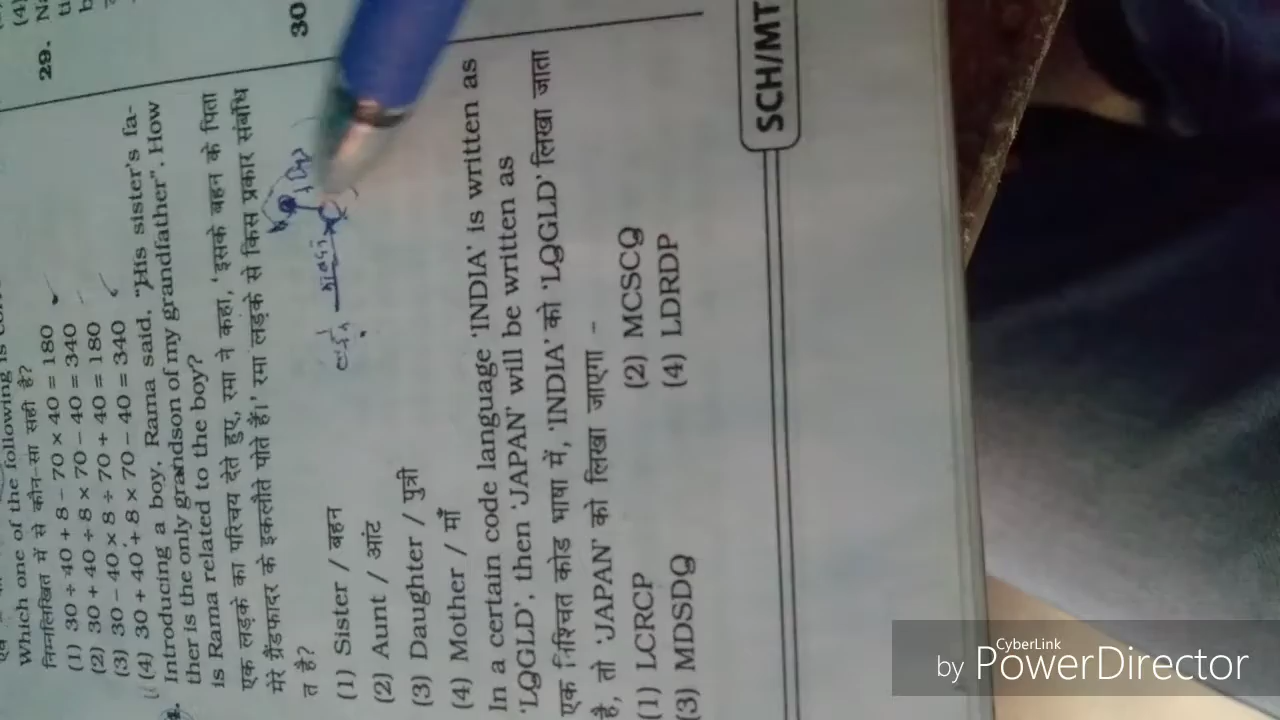 Which one of the following is
निम्नलिखित में से कौन-सा सही है?
(1) 30 ÷ 40 + 8 – 70 × 40 = 180
(2) 30 + 40 ÷ 8 × 70 – 40 = 340
(3) 30 – 40 × 8 ÷ 70 + 40 = 180
(4) 30 + 40 + 8 × 70 – 40 = 340
Introducing a boy. Rama said, "His sister's fa-
ther is the only grandson of my grandfather". How
is Rama related to the boy?
एक लड़के का परिचय देते हुए, रमा ने कहा, 'इसके बहन के पिता
मेरे ग्रैंडफादर के इकलौते पोते हैं।' रमा लड़के से किस प्रकार संबंधि
त है?
(1) Sister / बहन
(2) Aunt / आंट
(3) Daughter / पुत्री
(4) Mother / माँ
In a certain code language 'INDIA' is written as
'LQGLD', then 'JAPAN' will be written as
एक निश्चित कोड भाषा में, 'INDIA' को 'LQGLD' लिखा जाता
है, तो 'JAPAN' को लिखा जाएगा –
(1) LCRCP (2) MCSCQ
(3) MDSDQ (4) LDRDP
29.
30
SCH/MT
by CyberLink PowerDirector